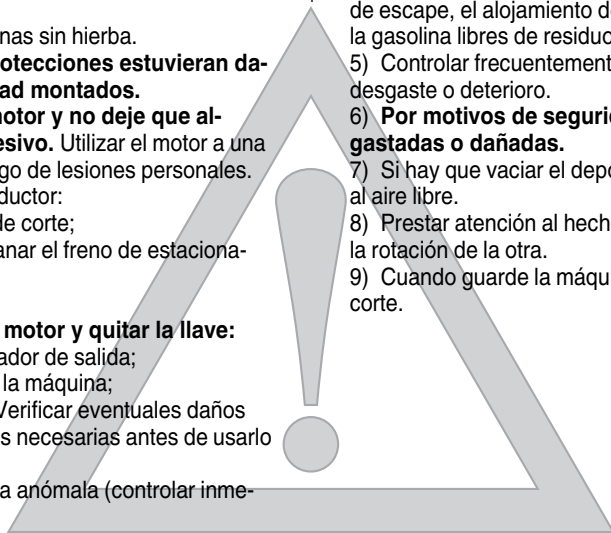 nas sin hierba.
otecciones estuvieran da-
ad montados.
notor y no deje que al-
esivo. Utilizar el motor a una
go de lesiones personales.
ductor:
de corte;
anar el freno de estaciona-
motor y quitar la llave:
ador de salida;
la máquina;
Verificar eventuales daños
s necesarias antes de usarlo
a anómala (controlar inme-
de escape, el alojamiento d
la gasolina libres de residuo
5) Controlar frecuentement
desgaste o deterioro.
6) Por motivos de seguri
gastadas o dañadas.
7) Si hay que vaciar el depó
al aire libre.
8) Prestar atención al hech
la rotación de la otra.
9) Cuando guarde la máqui
corte.